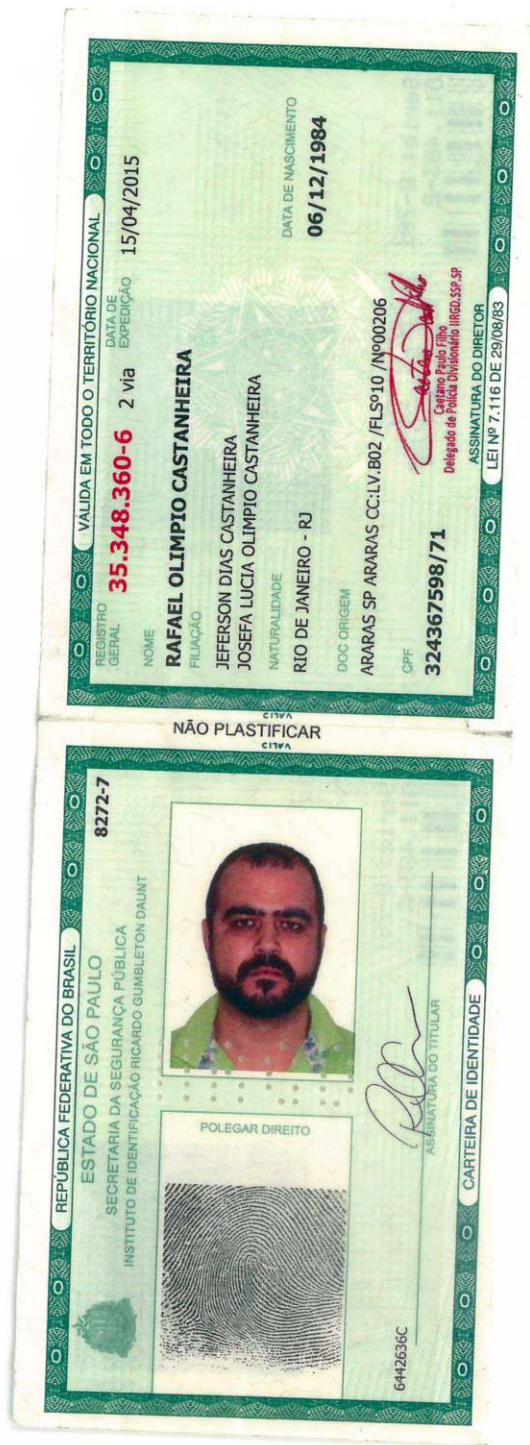 REPÚBLICA FEDERATIVA DO BRASIL
ESTADO DE SÃO PAULO
8272-7
SECRETARIA DA SEGURANÇA PÚBLICA
INSTITUTO DE IDENTIFICAÇÃO RICARDO GUMBLETON DAUNT
POLEGAR DIREITO
6442636C
ASSINATURA DO TITULAR
CARTEIRA DE IDENTIDADE
NÃO PLASTIFICAR
VÁLIDA EM TODO O TERRITÓRIO NACIONAL
REGISTRO GERAL 35.348.360-6 2 via DATA DE EXPEDIÇÃO 15/04/2015
NOME
RAFAEL OLIMPIO CASTANHEIRA
FILIAÇÃO
JEFERSON DIAS CASTANHEIRA
JOSEFA LUCIA OLIMPIO CASTANHEIRA
NATURALIDADE DATA DE NASCIMENTO
RIO DE JANEIRO - RJ 06/12/1984
DOC ORIGEM
ARARAS SP ARARAS CC:LV.B02 /FLSº10 /Nº00206
CPF
324367598/71
Caetano Paulo Filho
Delegado de Polícia Divisionário IIRGD.SSP.SP
ASSINATURA DO DIRETOR
LEI Nº 7.116 DE 29/08/83